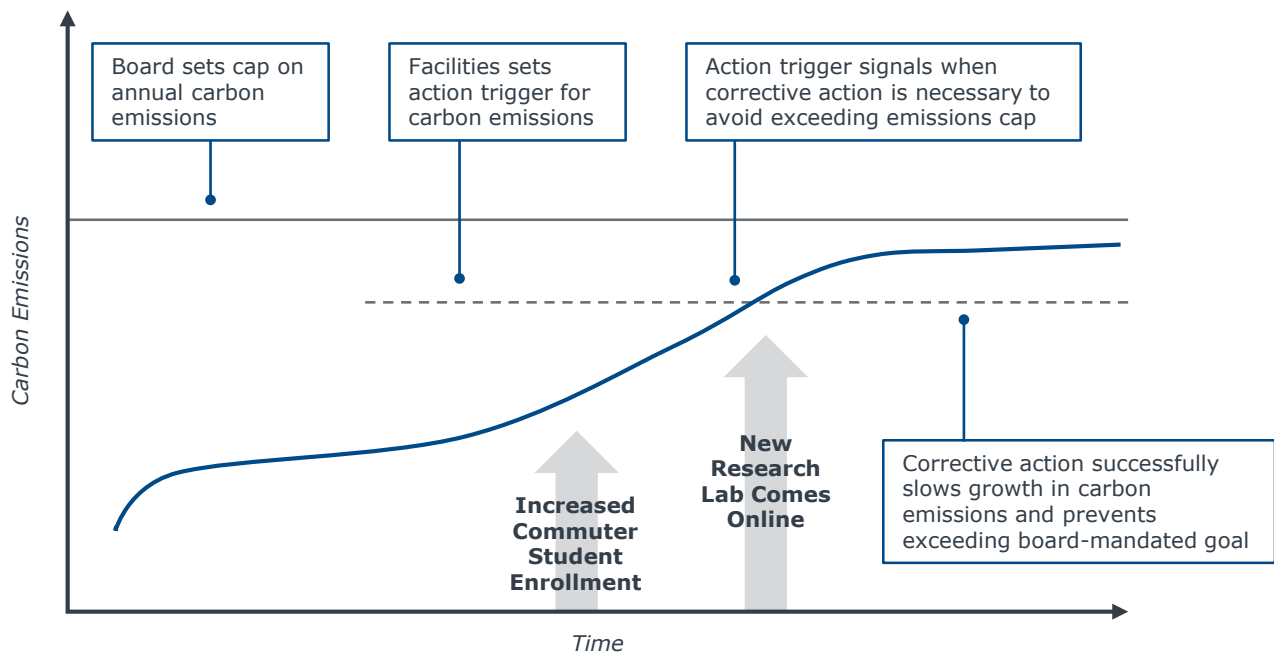 Board sets cap on
annual carbon
emissions
Facilities sets
action trigger for
carbon emissions
Action trigger signals when
corrective action is necessary to
avoid exceeding emissions cap
Carbon Emissions
New
Research
Lab Comes
Online
Increased
Commuter
Student
Enrollment
Corrective action successfully
slows growth in carbon
emissions and prevents
exceeding board-mandated goal
Time